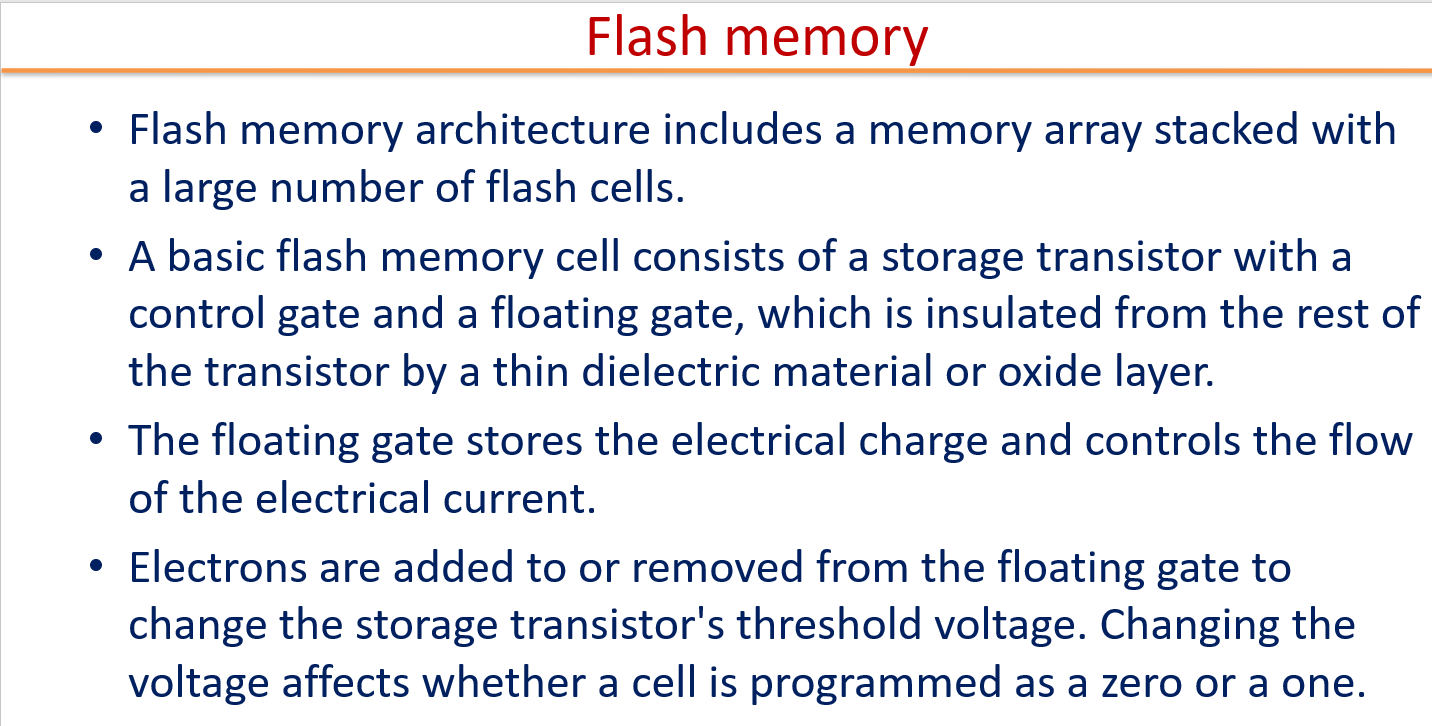 Flash memory
• Flash memory architecture includes a memory array stacked with
a large number of flash cells.
• A basic flash memory cell consists of a storage transistor with a
control gate and a floating gate, which is insulated from the rest of
the transistor by a thin dielectric material or oxide layer.
• The floating gate stores the electrical charge and controls the flow
of the electrical current.
• Electrons are added to or removed from the floating gate to
change the storage transistor's threshold voltage. Changing the
voltage affects whether a cell is programmed as a zero or a one.